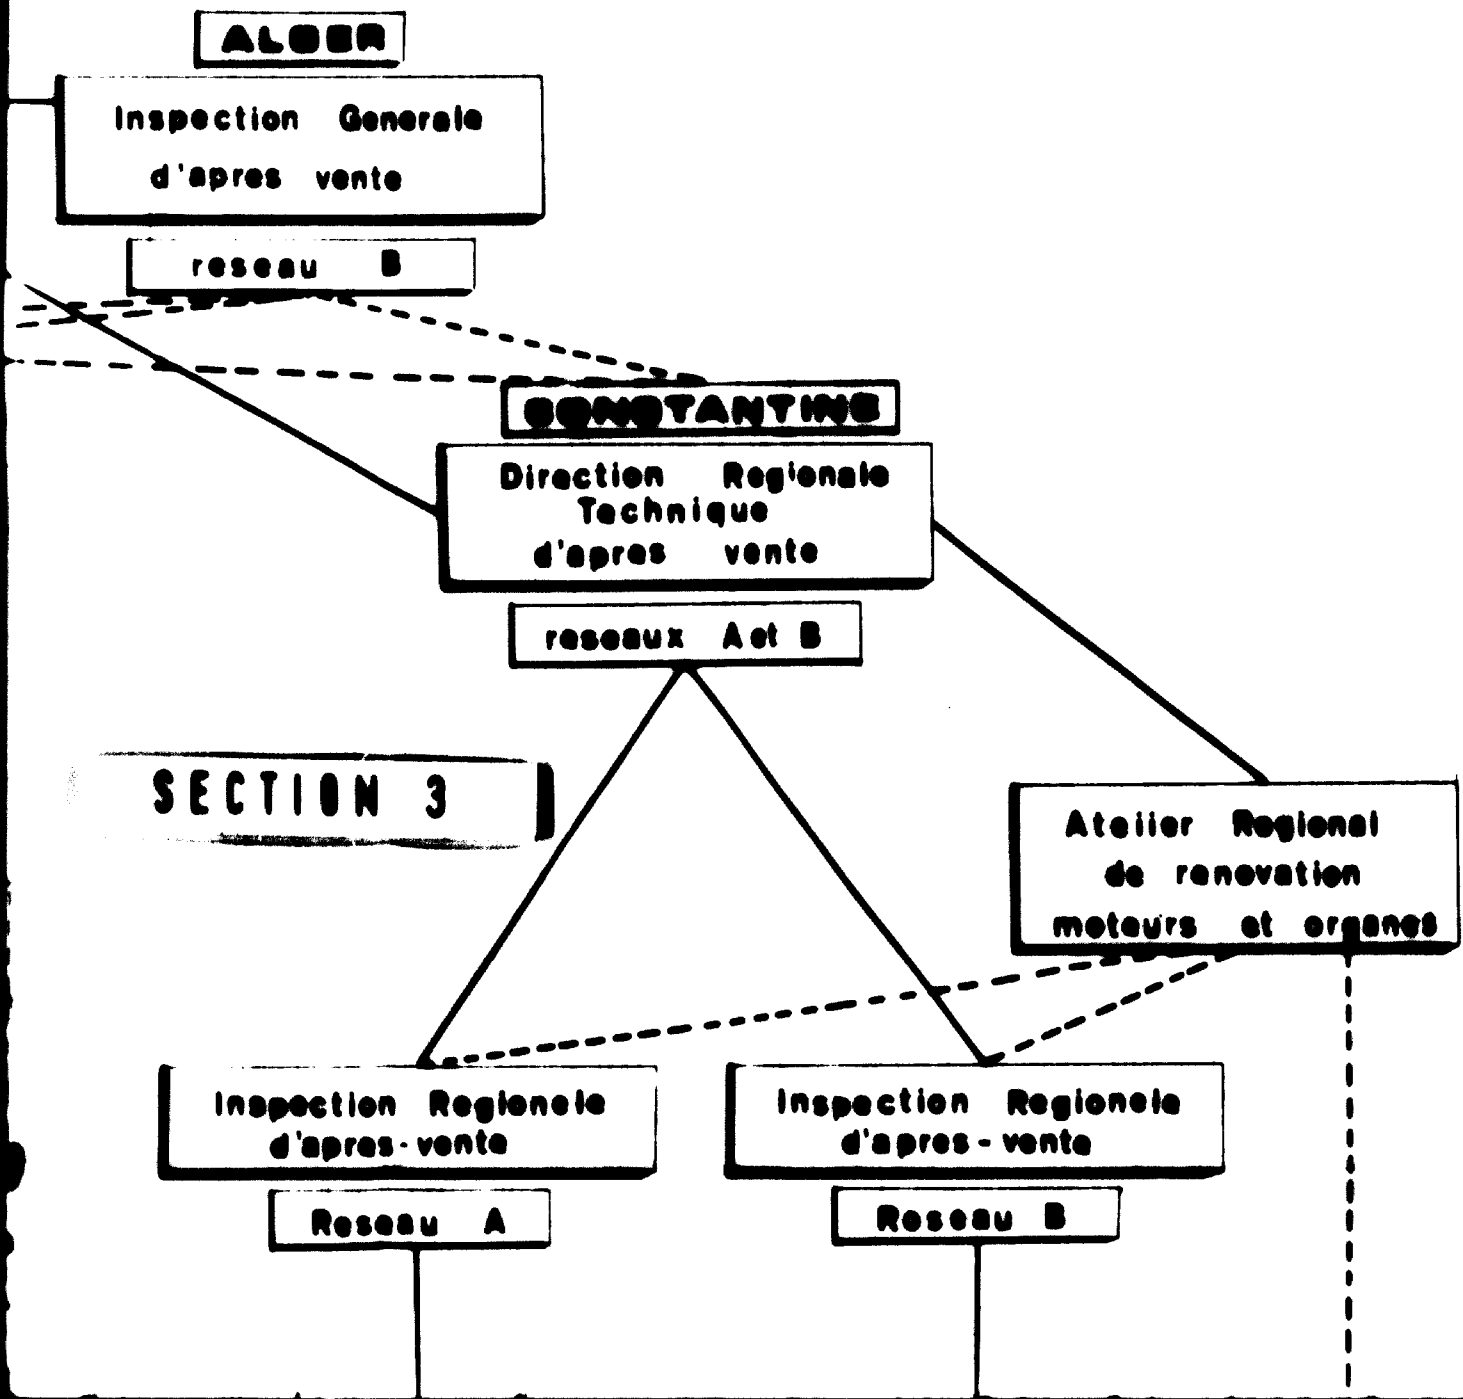 ALGER
Inspection Generale
d'apres vente
reseau B
CONSTANTINE
Direction Regionale
Technique
d'apres vente
reseaux A et B
SECTION 3
Atelier Regional
de renovation
moteurs et organes
Inspection Regionale
d'apres-vente
Reseau A
Inspection Regionale
d'apres-vente
Reseau B